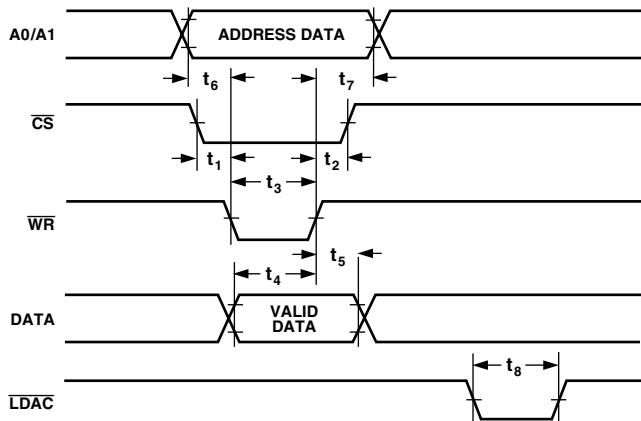 A0/A1
ADDRESS DATA
t6
t7
CS
t1
t2
t3
WR
t5
t4
DATA
VALID
DATA
t8
LDAC